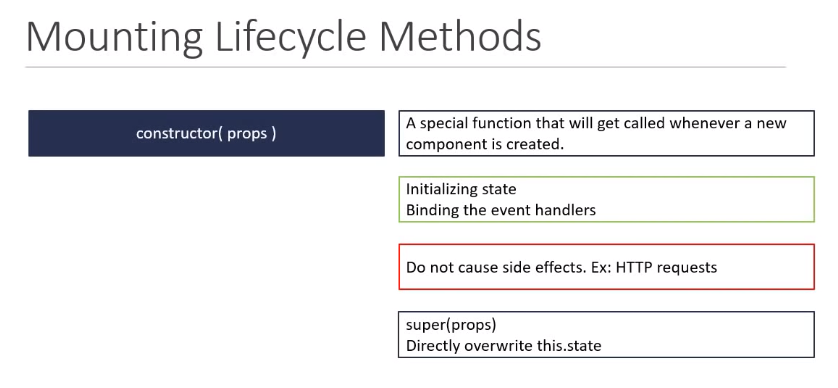 Mounting Lifecycle Methods
constructor( props )
A special function that will get called whenever a new
component is created.
Initializing state
Binding the event handlers
Do not cause side effects. Ex: HTTP requests
super(props)
Directly overwrite this.state